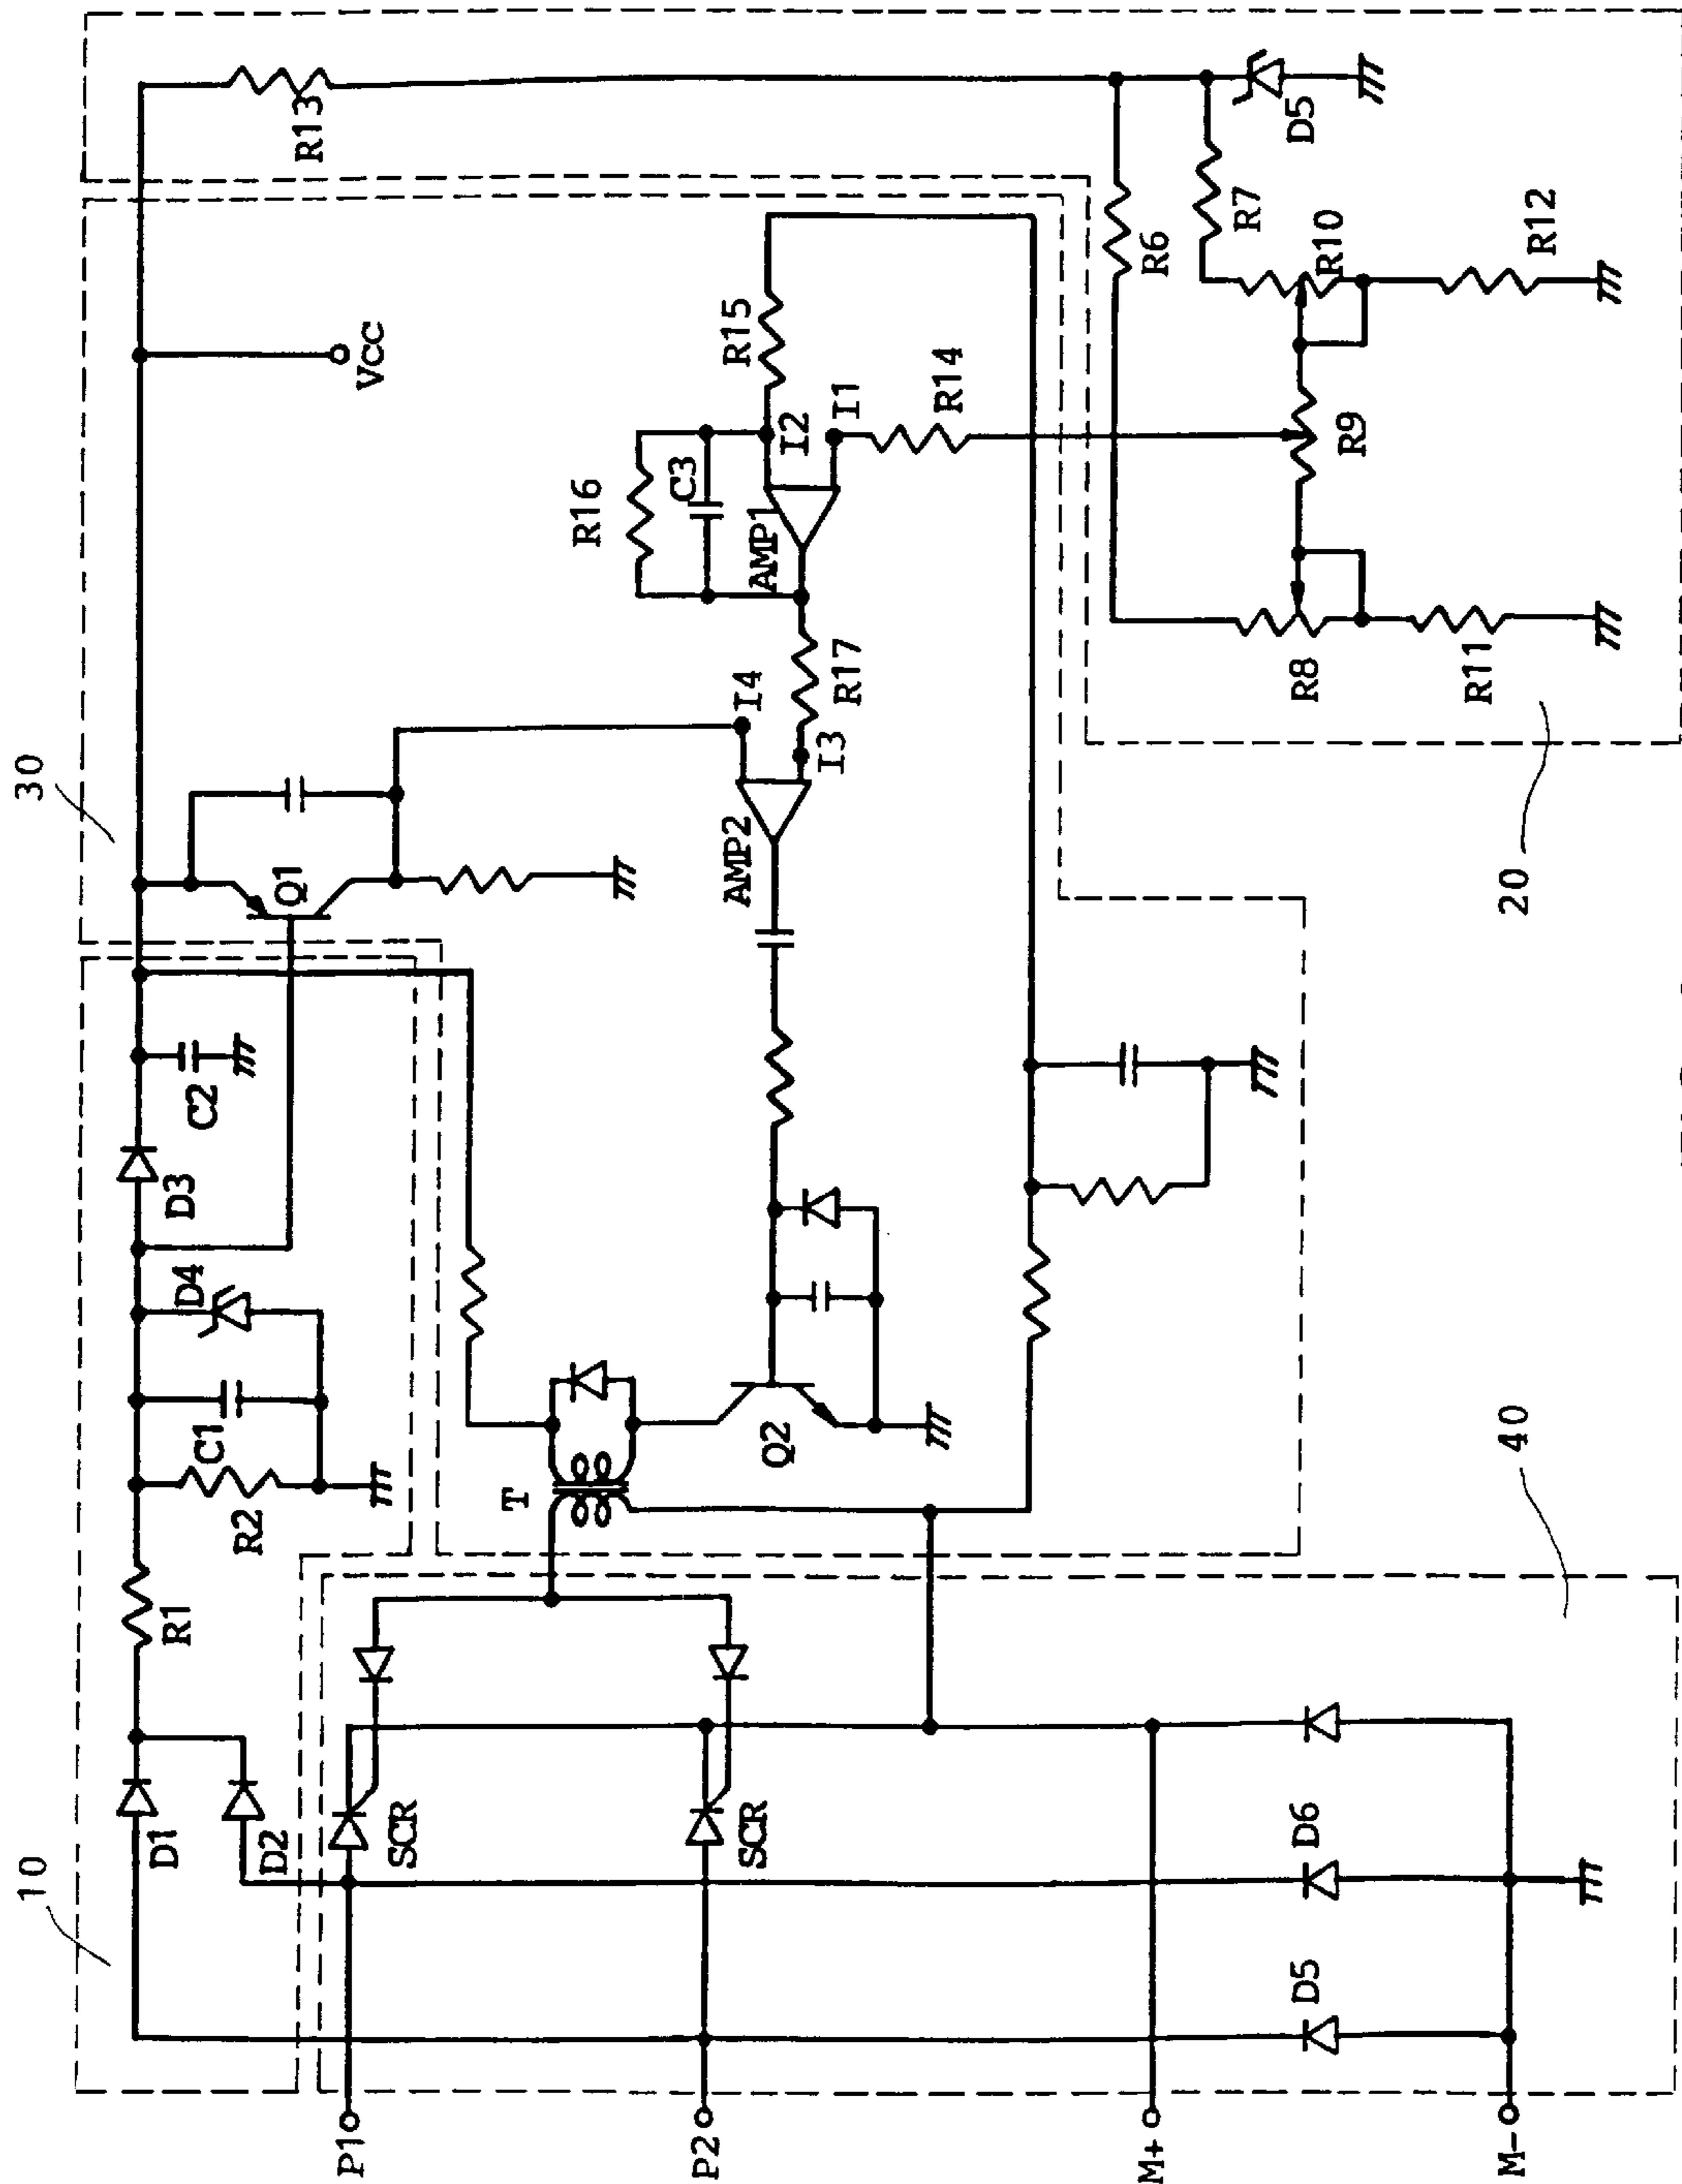 10
30
D1
R1
D4
D3
R13
D2
R2
C1
C2
Q1
Vcc
P1
SCR
T
I4
R16
C3
R15
I2
AMP2
I3
R17
AMP1
I1
R14
Q2
P2
SCR
R6
R7
D5
M+
D5
D6
R8
R9
R10
R11
R12
M-
40
20